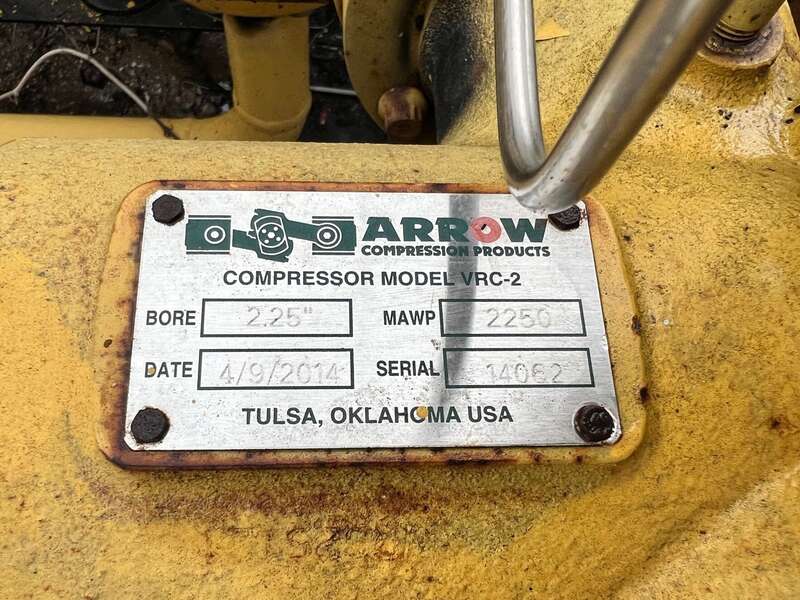 ARROW
COMPRESSION PRODUCTS
COMPRESSOR MODEL VRC-2
BORE 2.25" MAWP 2250
DATE 4/9/2014 SERIAL 14062
TULSA, OKLAHOMA USA